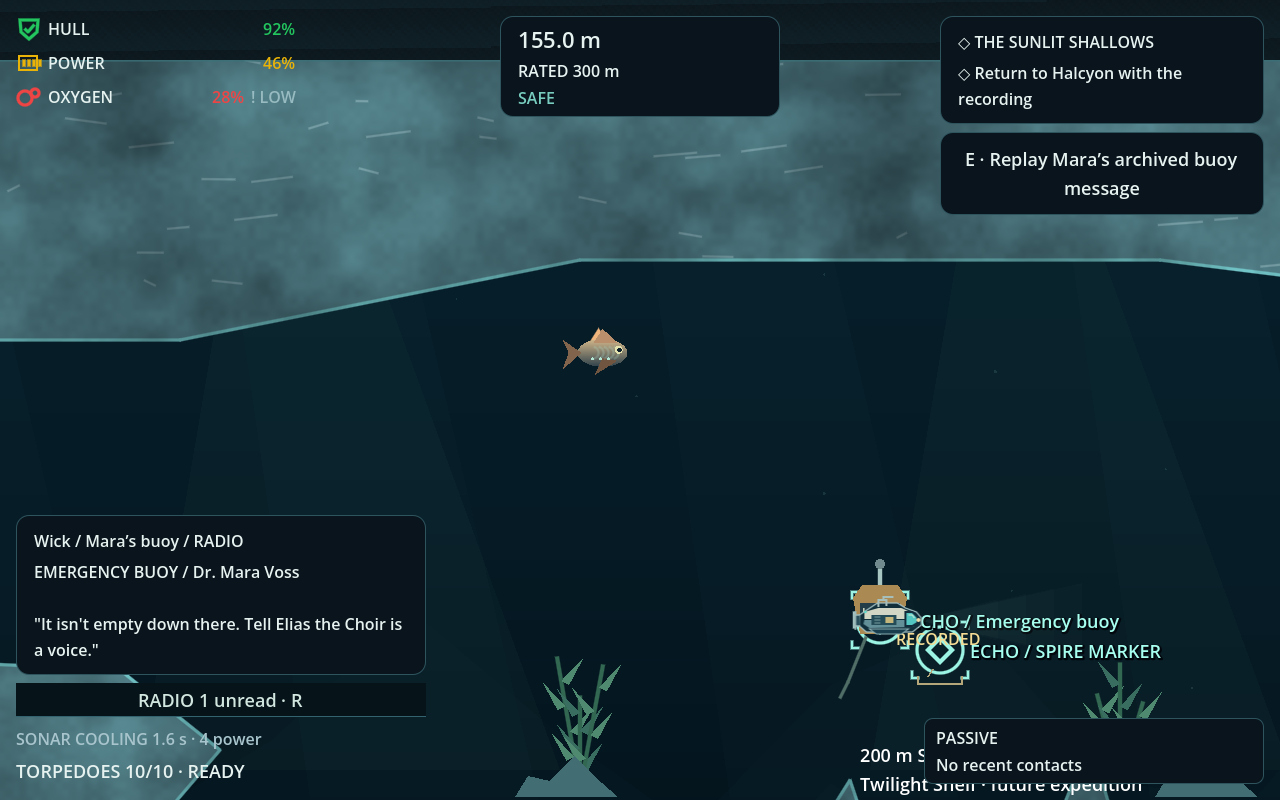 HULL 92%
POWER 46%
OXYGEN 28% ! LOW
155.0 m
RATED 300 m
SAFE
◇ THE SUNLIT SHALLOWS
◇ Return to Halcyon with the
recording
E · Replay Mara’s archived buoy
message
Wick / Mara’s buoy / RADIO
EMERGENCY BUOY / Dr. Mara Voss
"It isn't empty down there. Tell Elias the Choir is
a voice."
RADIO 1 unread · R
SONAR COOLING 1.6 s · 4 power
TORPEDOES 10/10 · READY
CHO / Emergency buoy
RECORDED
ECHO / SPIRE MARKER
200 m
PASSIVE
No recent contacts
Twilight Shelf · future expedition